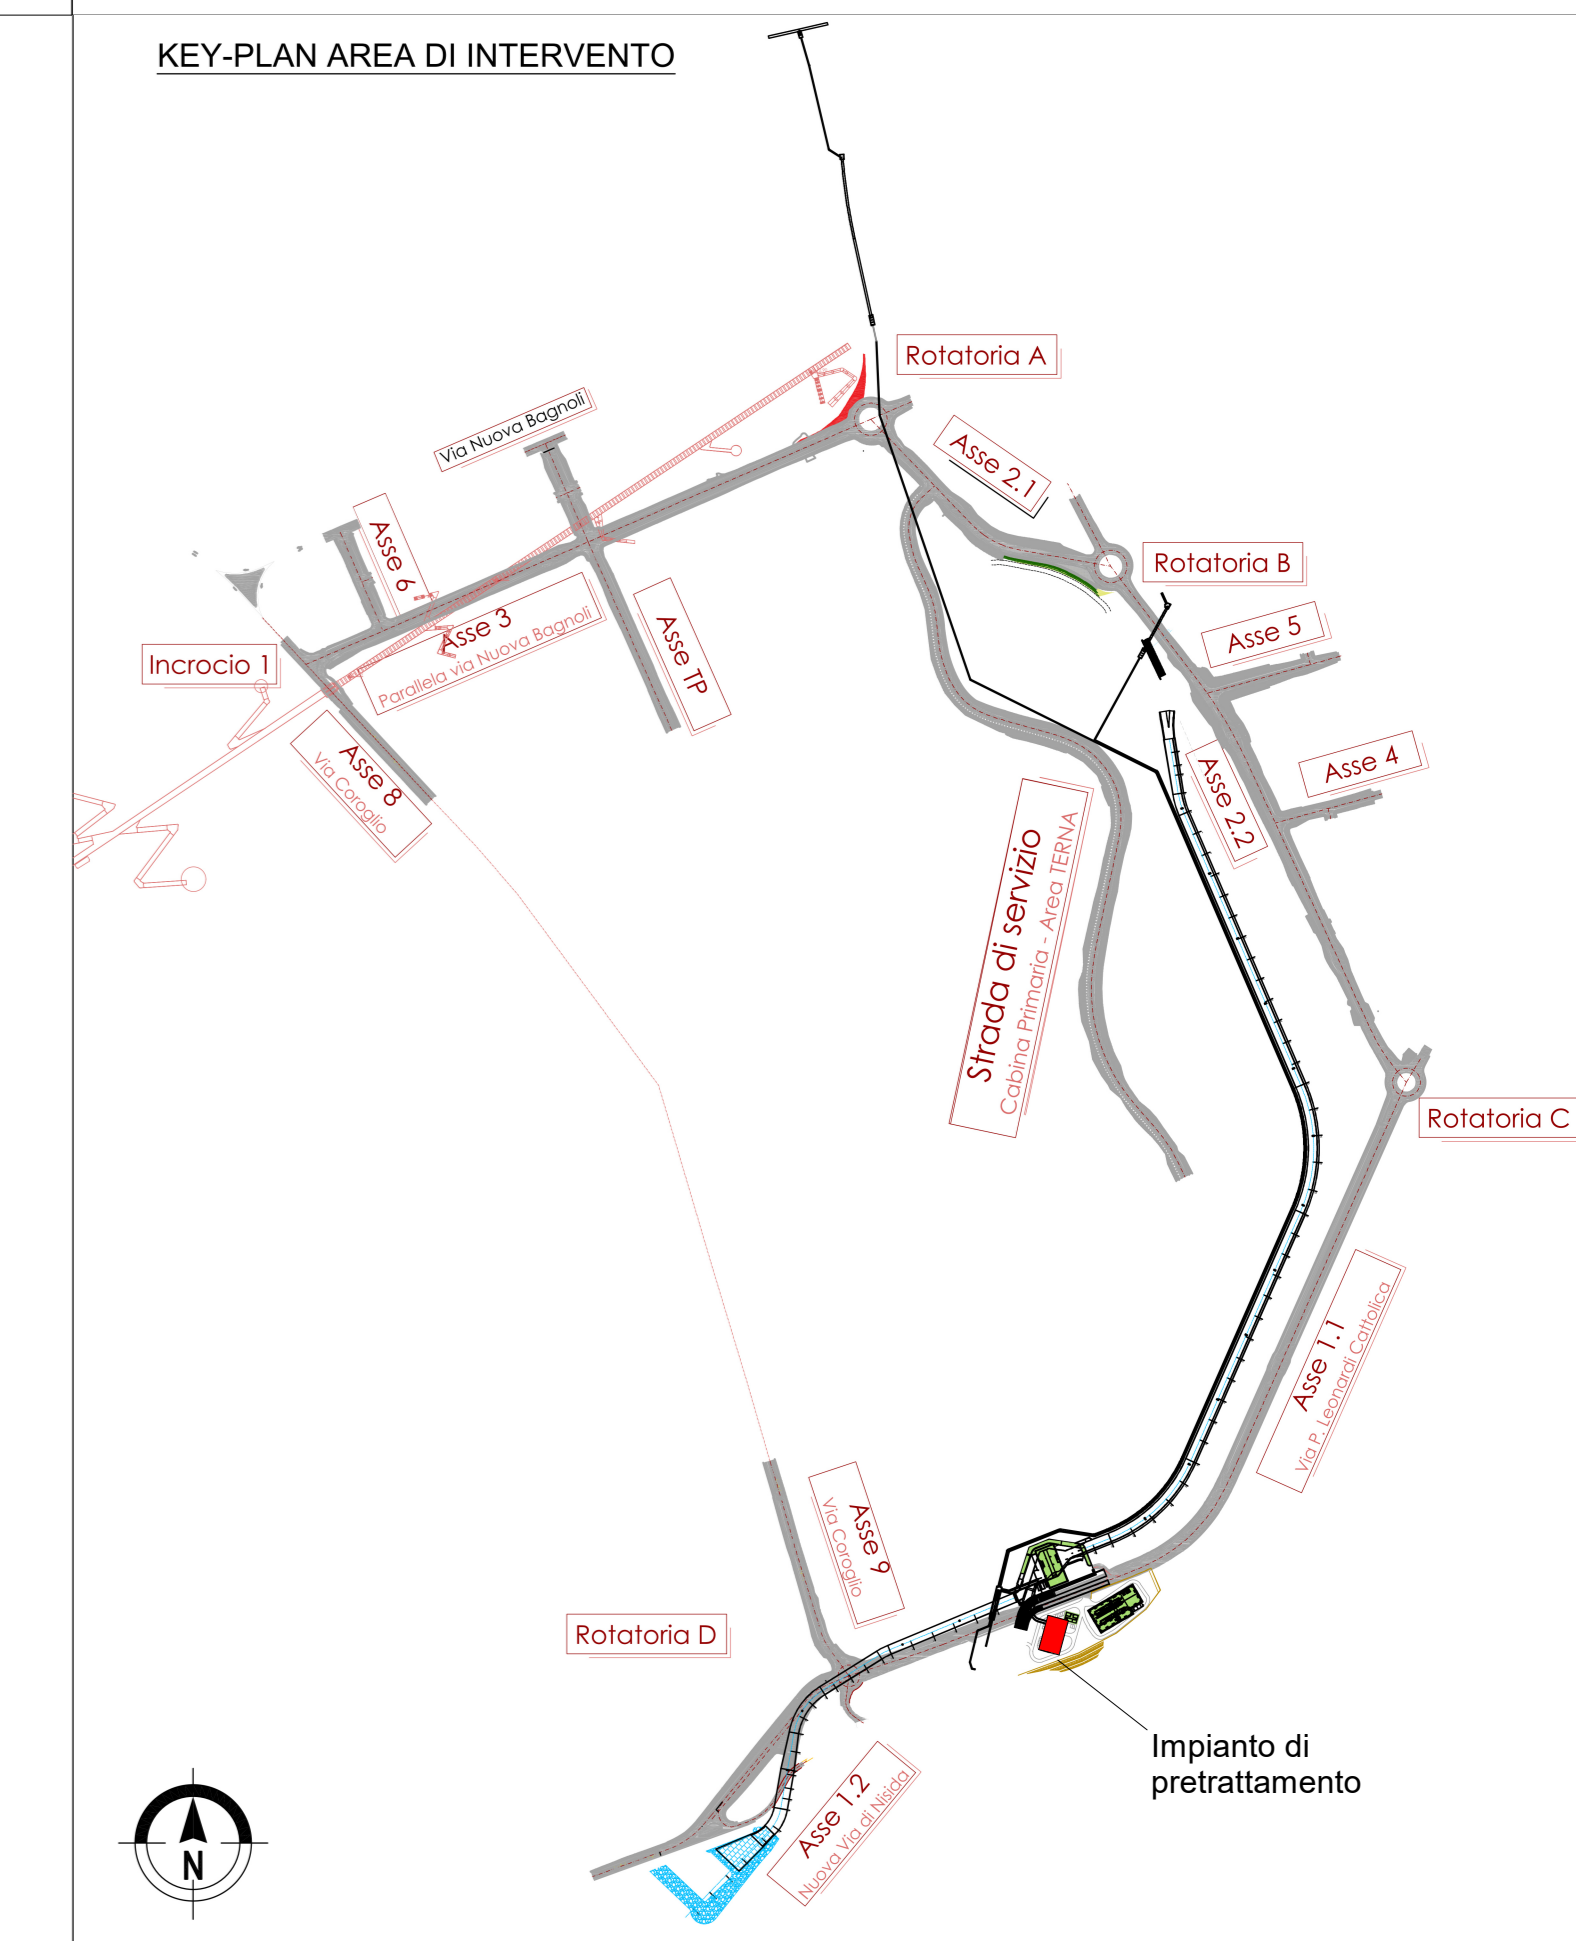 KEY-PLAN AREA DI INTERVENTO
Rotatoria A
Via Nuova Bagnoli
Asse 2.1
Asse 6
Rotatoria B
Asse 3
Parallela via Nuova Bagnoli
Asse TP
Asse 5
Incrocio 1
Asse 8
Via Coroglio
Asse 4
Asse 2.2
Strada di servizio
Cabina Primaria - Area TERNA
Rotatoria C
Asse 1.1
Via P. Leonardi Cattolica
Asse 9
Via Coroglio
Rotatoria D
Impianto di
pretrattamento
Asse 1.2
Nuova Via di Nisida
N